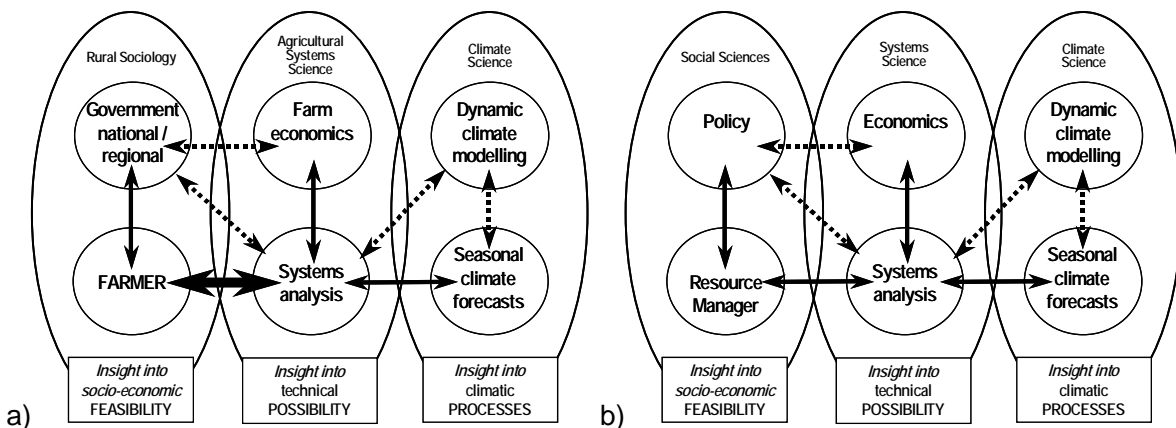 Rural Sociology
Agricultural
Systems
Science
Climate
Science
Government
national /
regional
Farm
economics
Dynamic
climate
modelling
FARMER
Systems
analysis
Seasonal
climate
forecasts
Insight into
socio-economic
FEASIBILITY
Insight into
technical
POSSIBILITY
Insight into
climatic
PROCESSES
a)
Social Sciences
Systems
Science
Climate
Science
Policy
Economics
Dynamic
climate
modelling
Resource
Manager
Systems
analysis
Seasonal
climate
forecasts
Insight into
socio-economic
FEASIBILITY
Insight into
technical
POSSIBILITY
Insight into
climatic
PROCESSES
b)